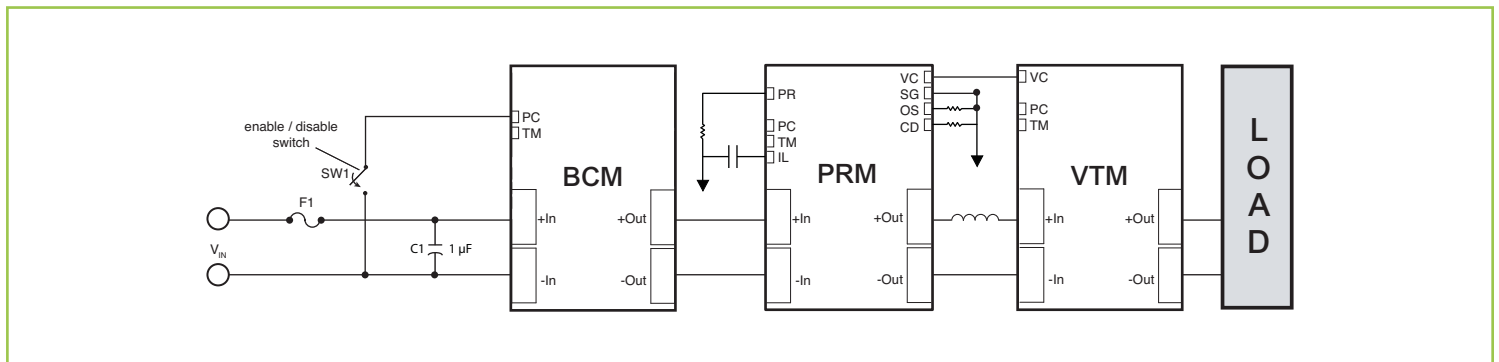 enable / disable
switch
SW1
F1
V IN
C1 1 µF
PC
TM
BCM
+In
-In
+Out
-Out
PR
PC
TM
IL
VC
SG
OS
CD
PRM
+In
-In
+Out
-Out
VC
PC
TM
VTM
+In
-In
+Out
-Out
L
O
A
D